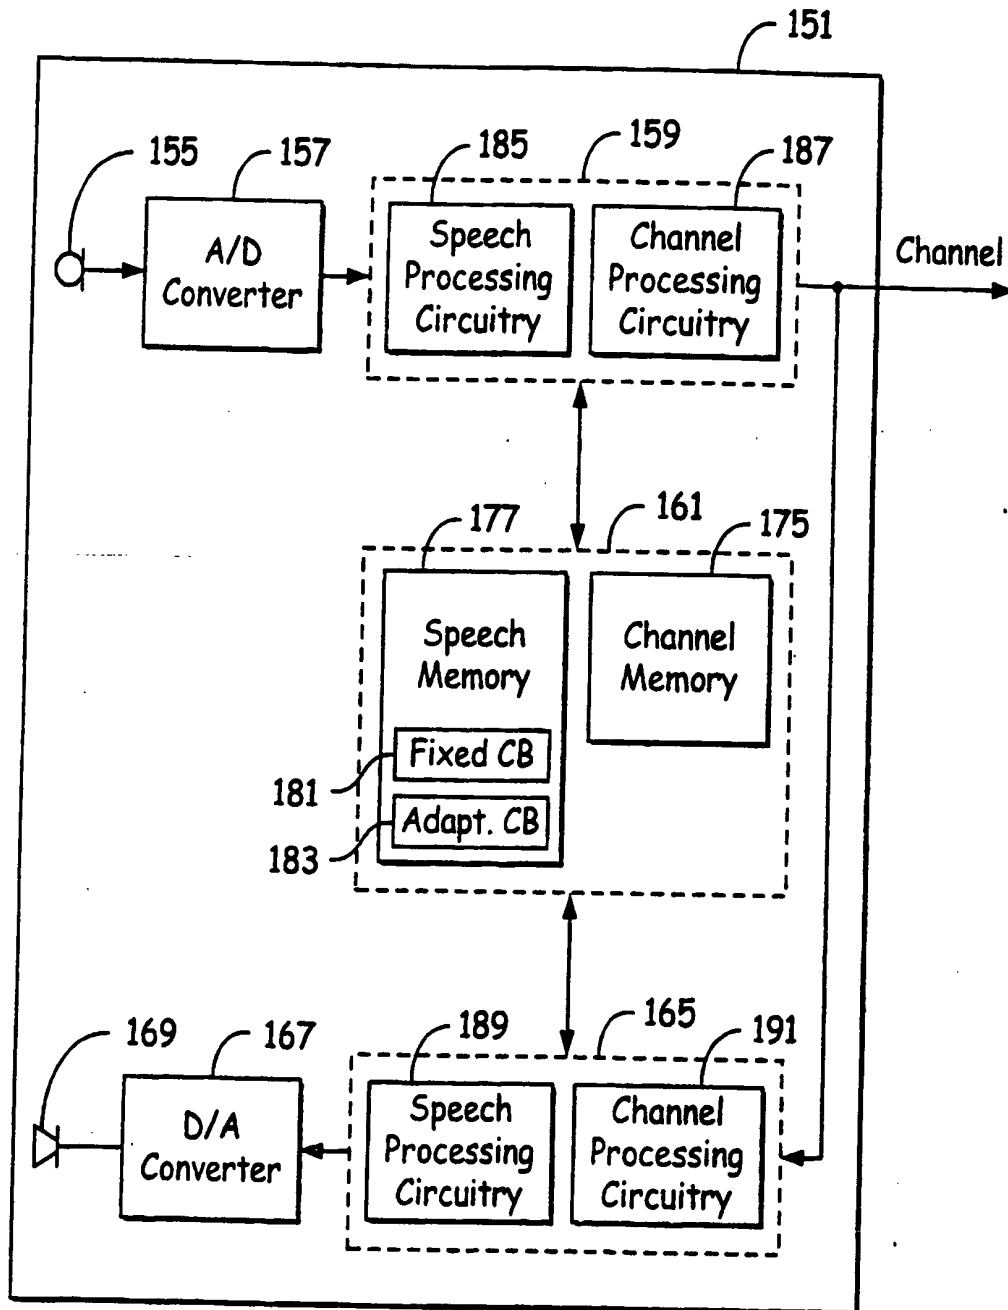 151
155
157
185
159
187
A/D
Converter
Speech
Processing
Circuitry
Channel
Processing
Circuitry
Channel
177
161
175
Speech
Memory
Channel
Memory
Fixed CB
181
Adapt. CB
183
169
167
189
165
191
D/A
Converter
Speech
Processing
Circuitry
Channel
Processing
Circuitry